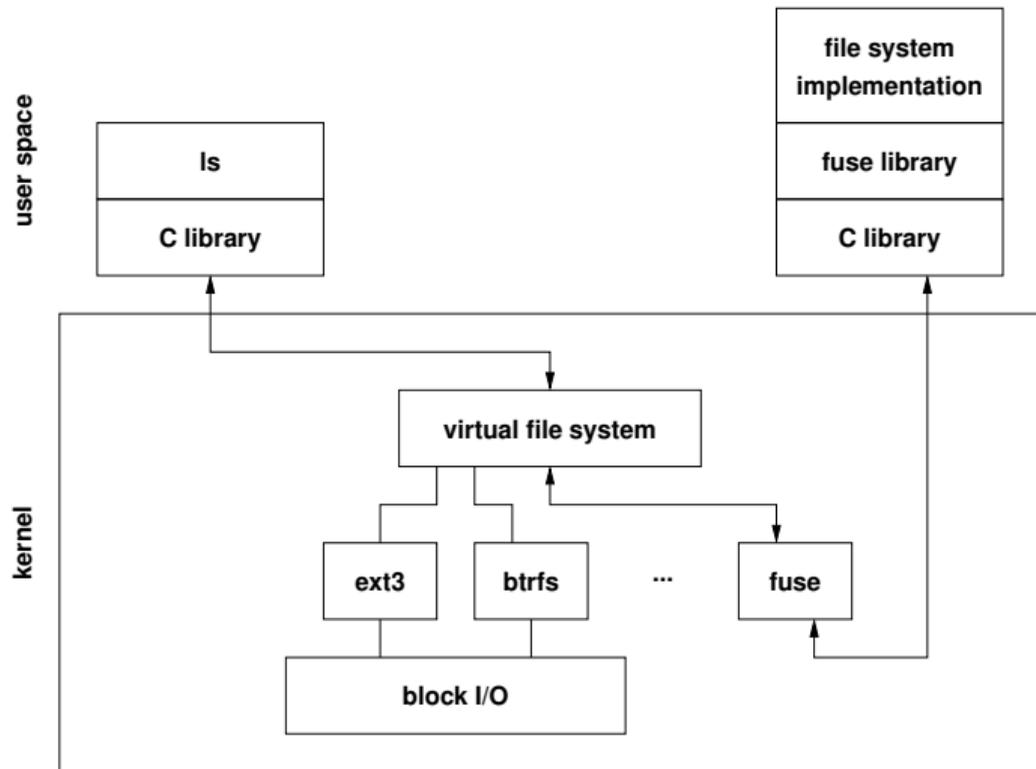 file system
implementation
user space
ls
fuse library
C library
C library
virtual file system
kernel
ext3
btrfs
...
fuse
block I/O